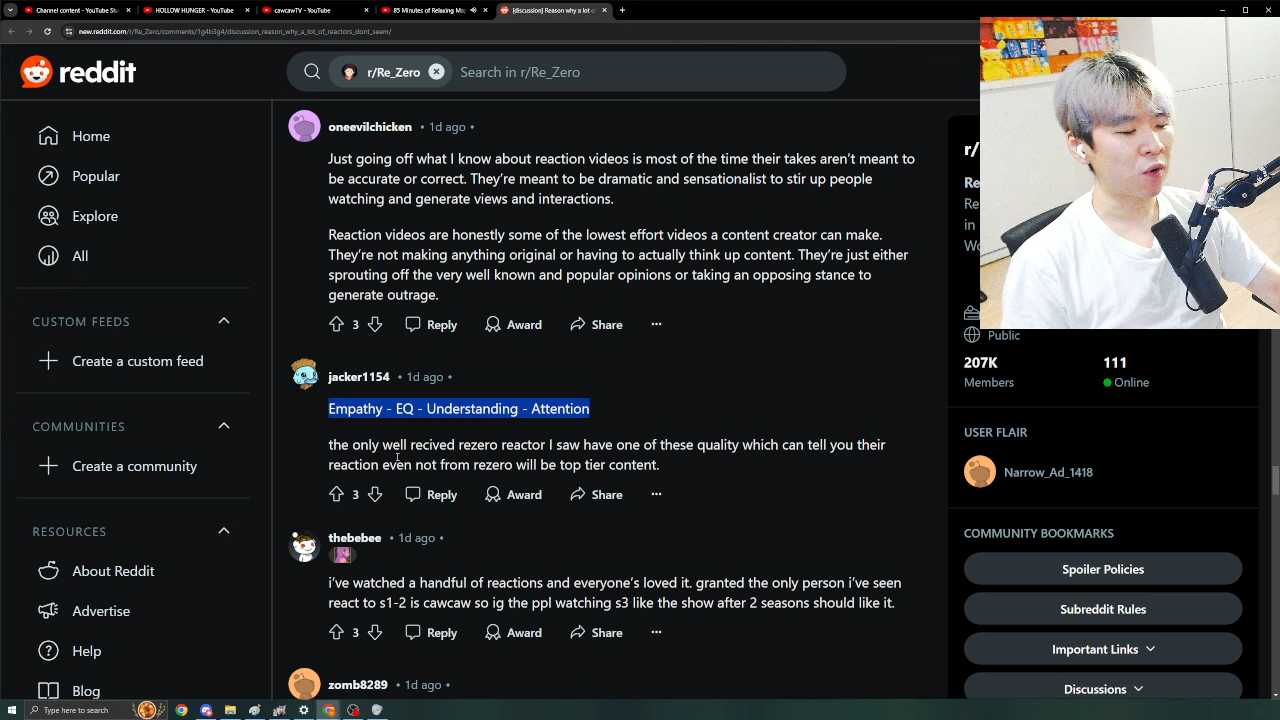 Channel content - YouTube St
HOLLOW HUNGER - YouTube
cawcawTV - YouTube
85 Minutes of Relaxing Ma
[discussion] Reason why a lot o
new.reddit.com/r/Re_Zero/comments/1g4b3g4/discussion_reason_why_a_lot_of_reactors_dont_seem/
reddit
r/Re_Zero
Search in r/Re_Zero
Home
Popular
Explore
All
CUSTOM FEEDS
Create a custom feed
COMMUNITIES
Create a community
RESOURCES
About Reddit
Advertise
Help
Blog
oneevilchicken • 1d ago •
Just going off what I know about reaction videos is most of the time their takes aren't meant to
be accurate or correct. They're meant to be dramatic and sensationalist to stir up people
watching and generate views and interactions.
Reaction videos are honestly some of the lowest effort videos a content creator can make.
They're not making anything original or having to actually think up content. They're just either
sprouting off the very well known and popular opinions or taking an opposing stance to
generate outrage.
3 Reply Award Share
jacker1154 • 1d ago •
Empathy - EQ - Understanding - Attention
the only well recived rezero reactor I saw have one of these quality which can tell you their
reaction even not from rezero will be top tier content.
3 Reply Award Share
thebebee • 1d ago •
i've watched a handful of reactions and everyone's loved it. granted the only person i've seen
react to s1-2 is cawcaw so ig the ppl watching s3 like the show after 2 seasons should like it.
3 Reply Award Share
zomb8289 • 1d ago •
r/
Re
Re
in
Public
207K
111
Members
Online
USER FLAIR
Narrow_Ad_1418
COMMUNITY BOOKMARKS
Spoiler Policies
Subreddit Rules
Important Links
Discussions
Type here to search